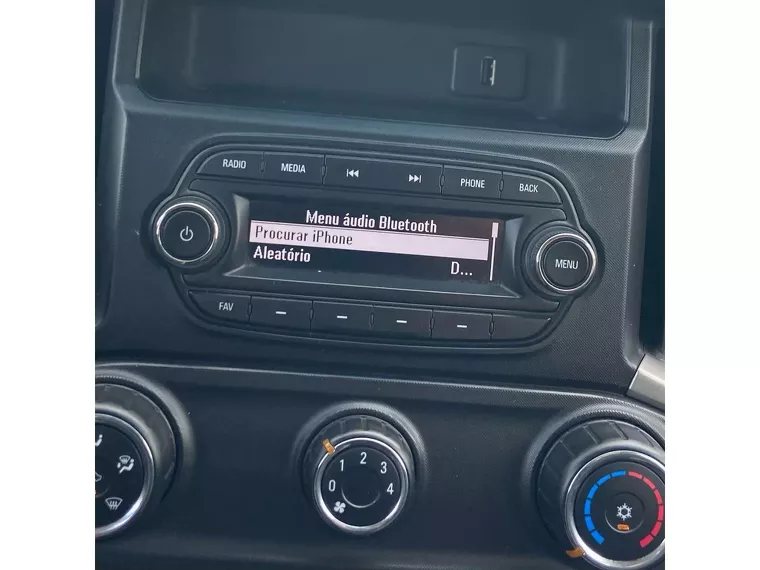 RADIO MEDIA PHONE BACK
Menu áudio Bluetooth
Procurar iPhone
Aleatório
D...
MENU
FAV
0 1 2 3 4